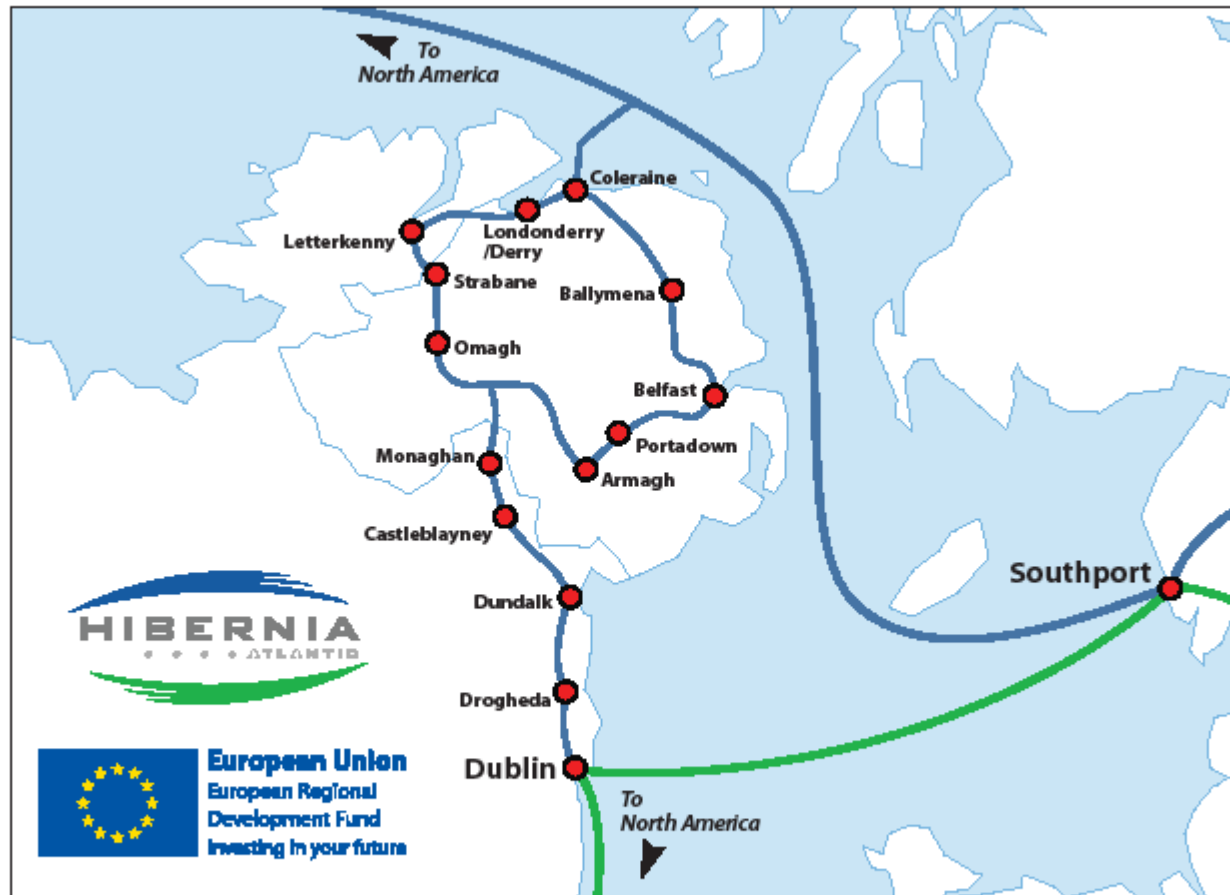 To
North America
Coleraine
Londonderry
/Derry
Letterkenny
Strabane
Ballymena
Omagh
Belfast
Portadown
Monaghan
Armagh
Castleblayney
Southport
Dundalk
HIBERNIA
ATLANTIC
Drogheda
European Union
European Regional
Development Fund
Investing in your future
Dublin
To
North America